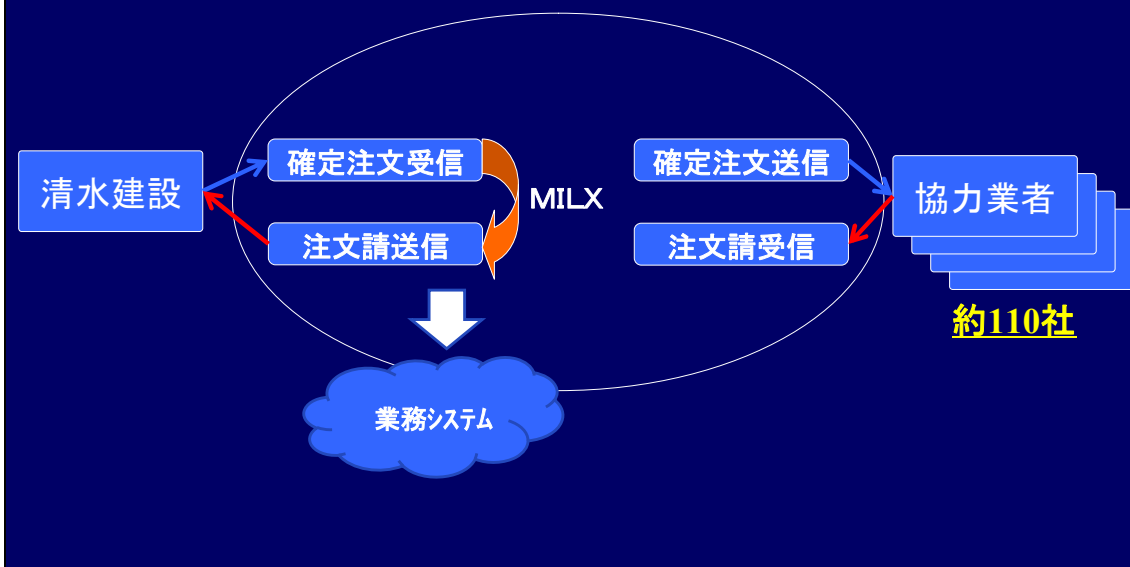 清水建設
確定注文受信
注文請送信
MILX
確定注文送信
注文請受信
協力業者
約110社
業務システム